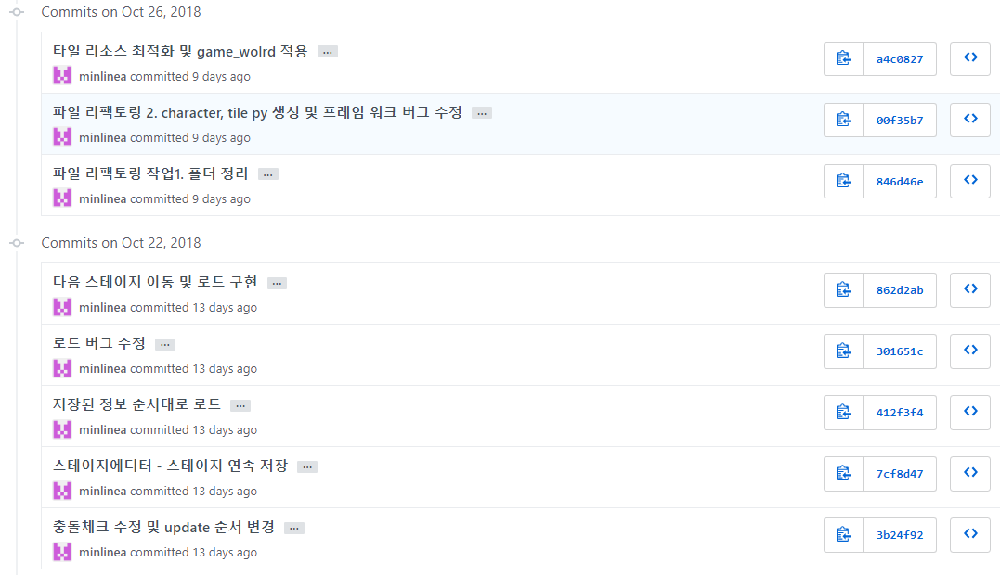 Commits on Oct 26, 2018
타일 리소스 최적화 및 game_wolrd 적용 ...
minlinea committed 9 days ago
a4c0827
파일 리팩토링 2. character, tile py 생성 및 프레임 워크 버그 수정 ...
minlinea committed 9 days ago
00f35b7
파일 리팩토링 작업1. 폴더 정리 ...
minlinea committed 9 days ago
846d46e
Commits on Oct 22, 2018
다음 스테이지 이동 및 로드 구현 ...
minlinea committed 13 days ago
862d2ab
로드 버그 수정 ...
minlinea committed 13 days ago
301651c
저장된 정보 순서대로 로드 ...
minlinea committed 13 days ago
412f3f4
스테이지에디터 - 스테이지 연속 저장 ...
minlinea committed 13 days ago
7cf8d47
충돌체크 수정 및 update 순서 변경 ...
minlinea committed 13 days ago
3b24f92